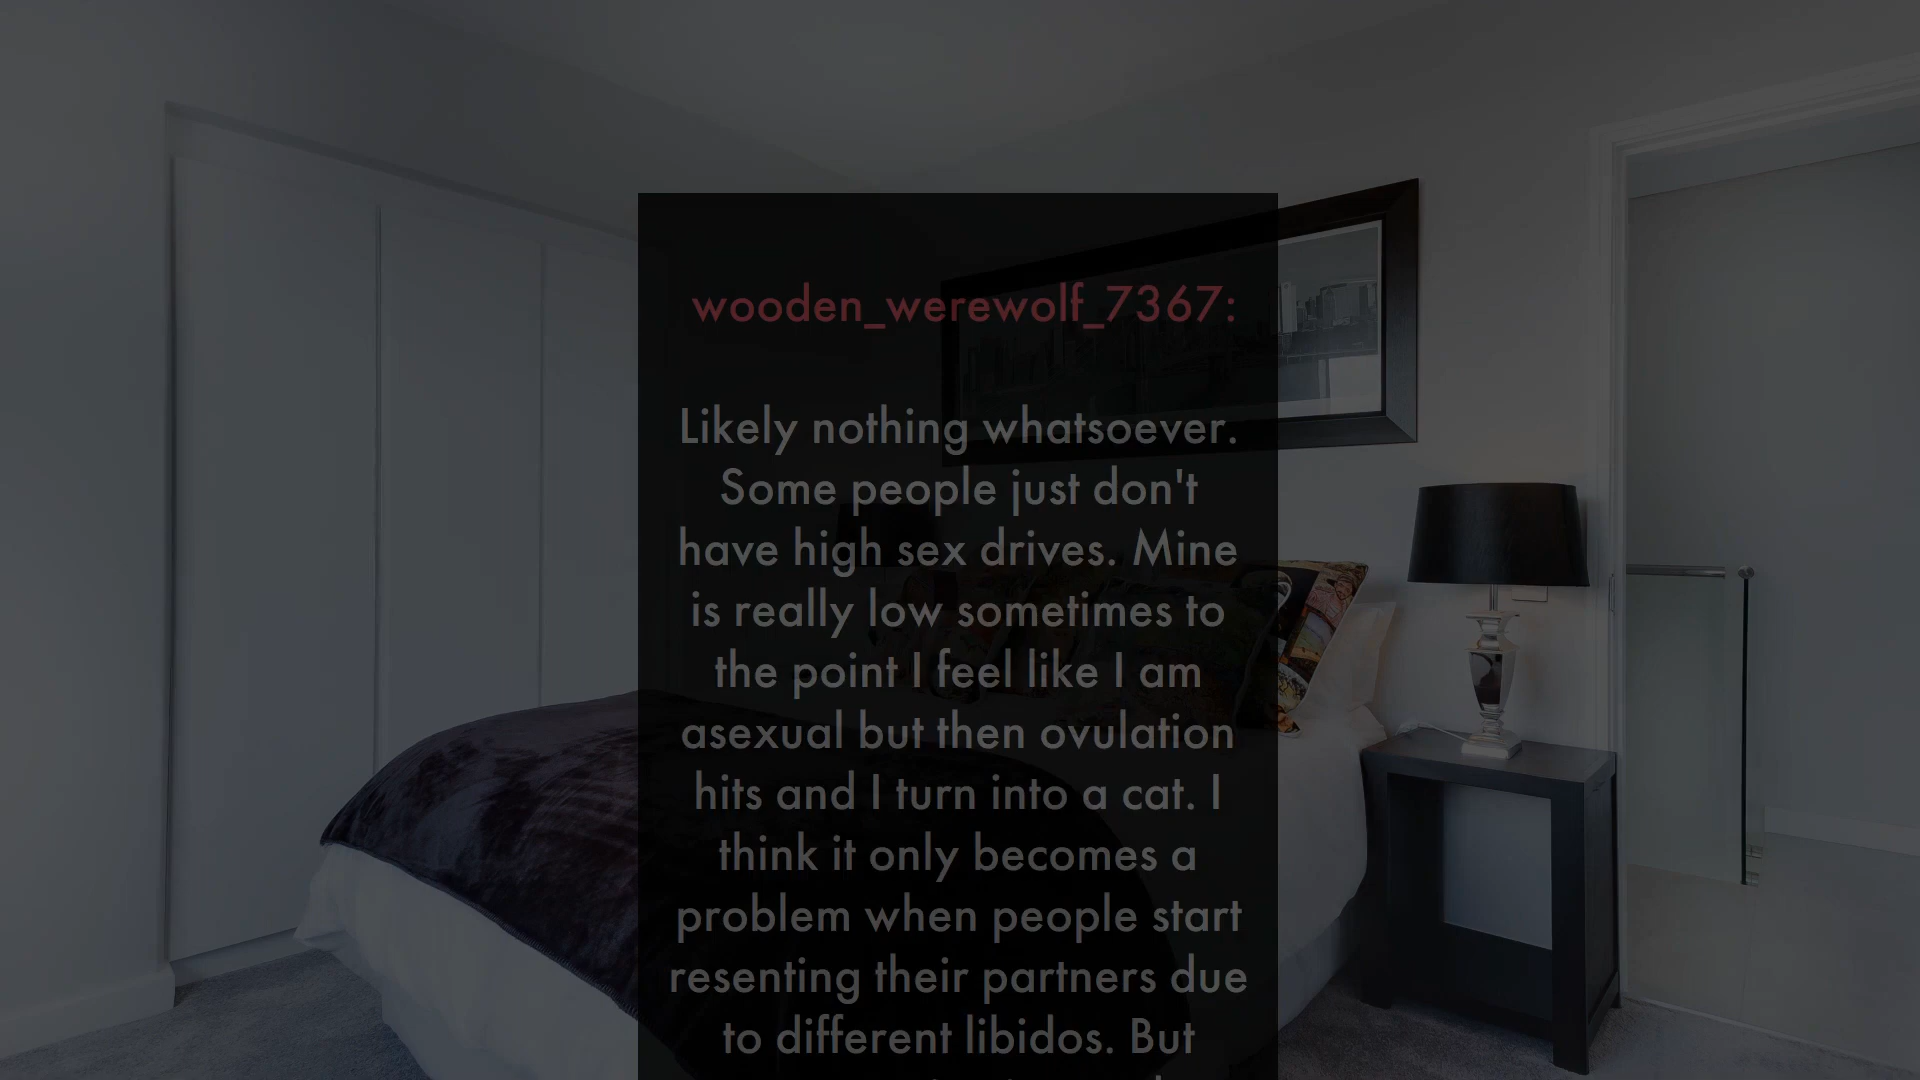 wooden_werewolf_7367:
Likely nothing whatsoever.
Some people just don't
have high sex drives. Mine
is really low sometimes to
the point I feel like I am
asexual but then ovulation
hits and I turn into a cat. I
think it only becomes a
problem when people start
resenting their partners due
to different libidos. But